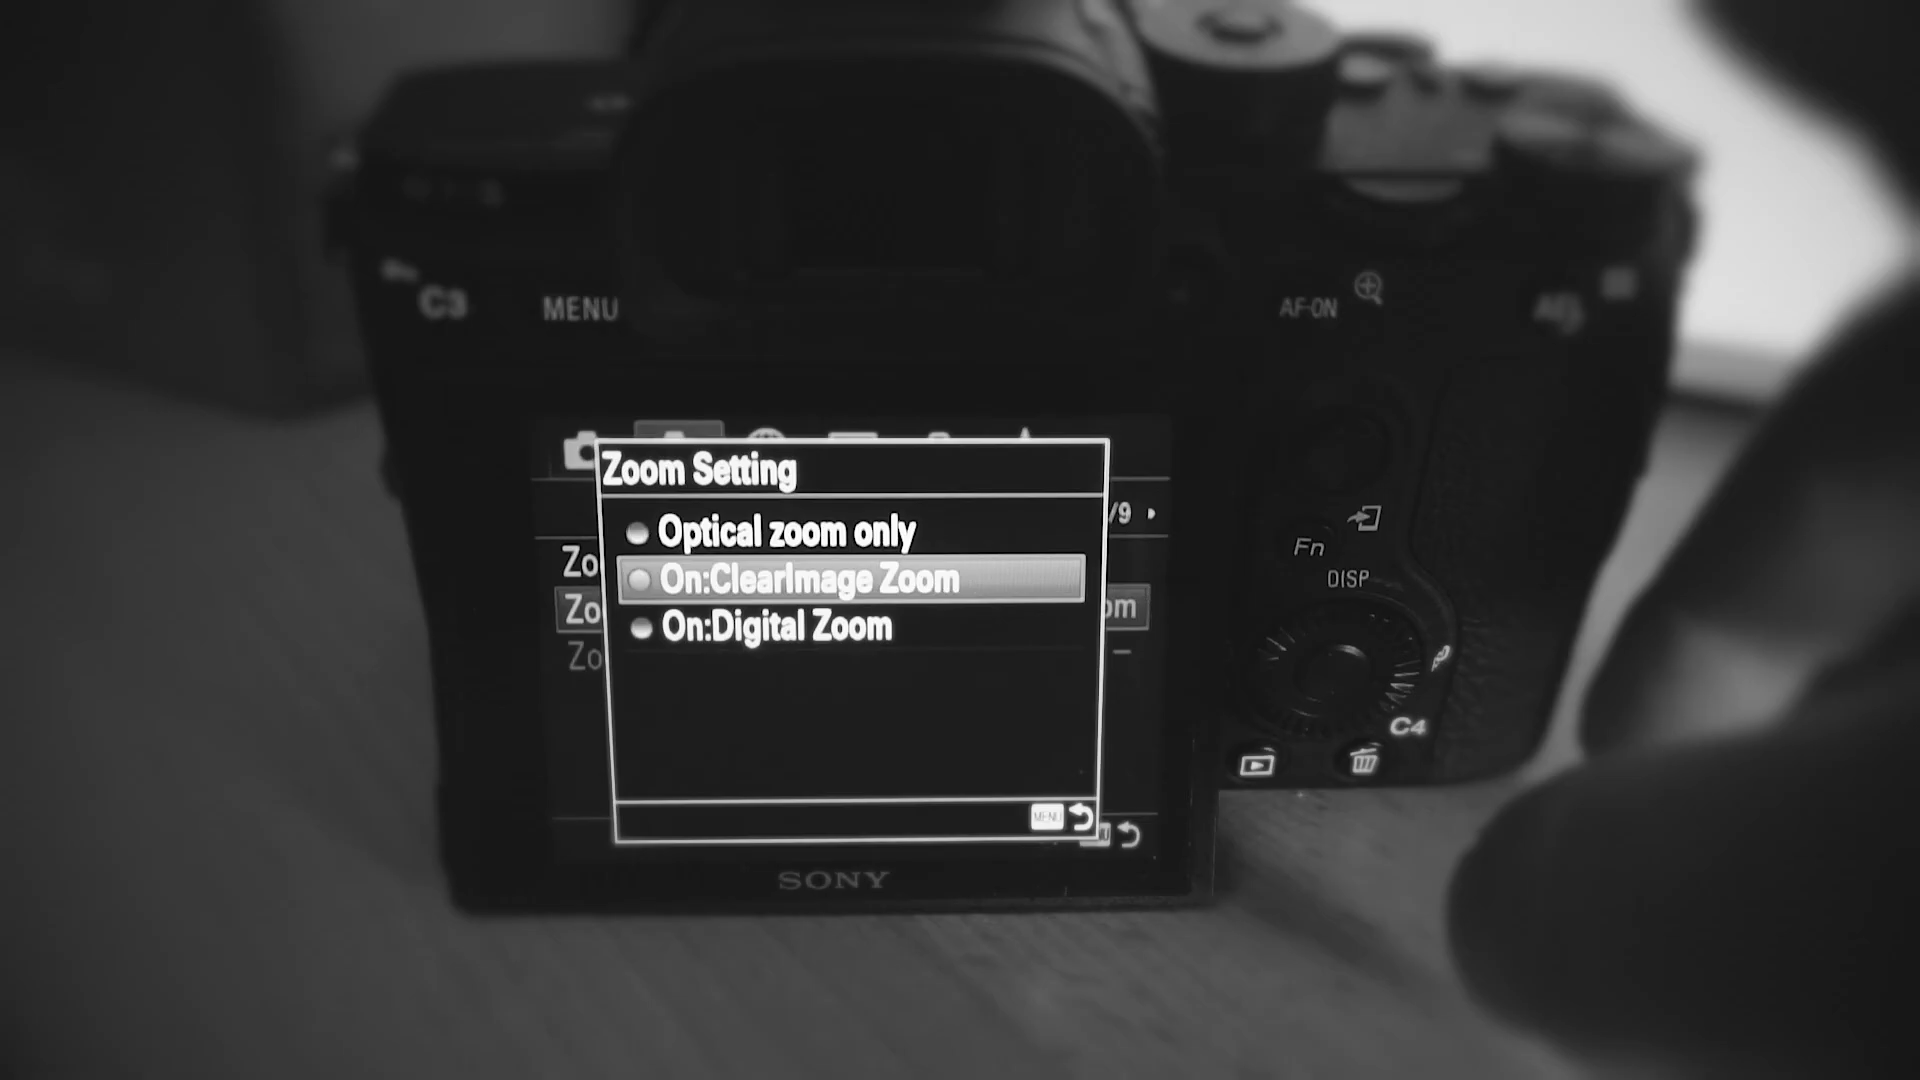 C3
MENU
AF-ON
AEL
Zoom Setting
/9
Optical zoom only
Zo
On:ClearImage Zoom
Zo
om
On:Digital Zoom
Zo
–
MENU
SONY
Fn
DISP
C4